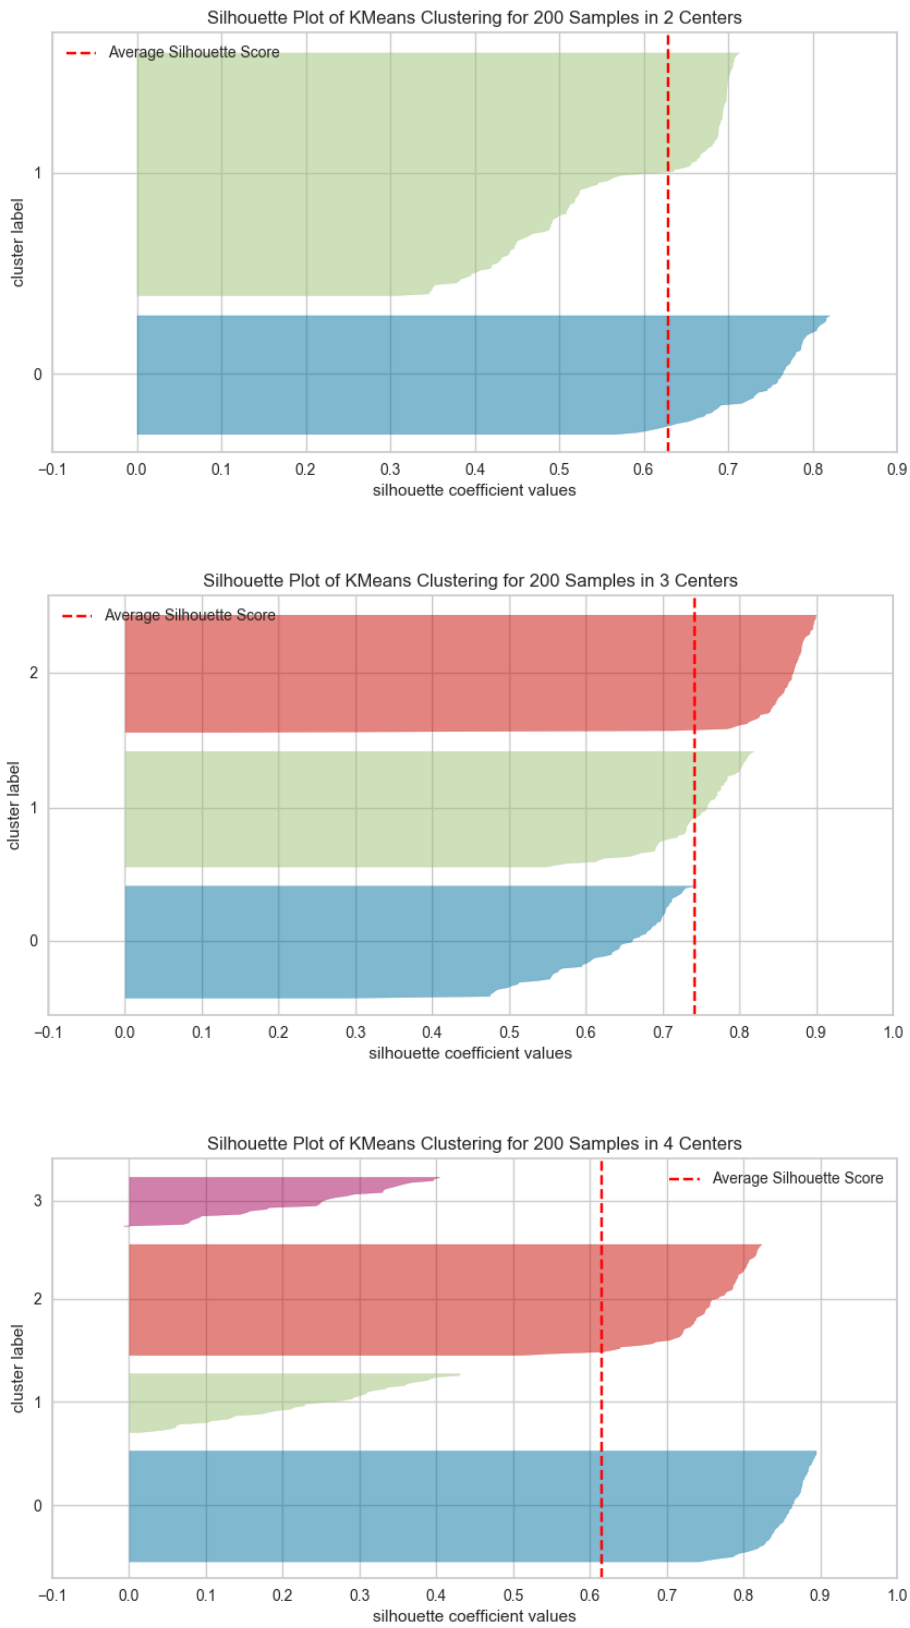 Silhouette Plot of KMeans Clustering for 200 Samples in 2 Centers
Average Silhouette Score
1
0
cluster label
−0.1 0.0 0.1 0.2 0.3 0.4 0.5 0.6 0.7 0.8 0.9
silhouette coefficient values
Silhouette Plot of KMeans Clustering for 200 Samples in 3 Centers
Average Silhouette Score
2
1
0
cluster label
−0.1 0.0 0.1 0.2 0.3 0.4 0.5 0.6 0.7 0.8 0.9 1.0
silhouette coefficient values
Silhouette Plot of KMeans Clustering for 200 Samples in 4 Centers
Average Silhouette Score
3
2
1
0
cluster label
−0.1 0.0 0.1 0.2 0.3 0.4 0.5 0.6 0.7 0.8 0.9 1.0
silhouette coefficient values